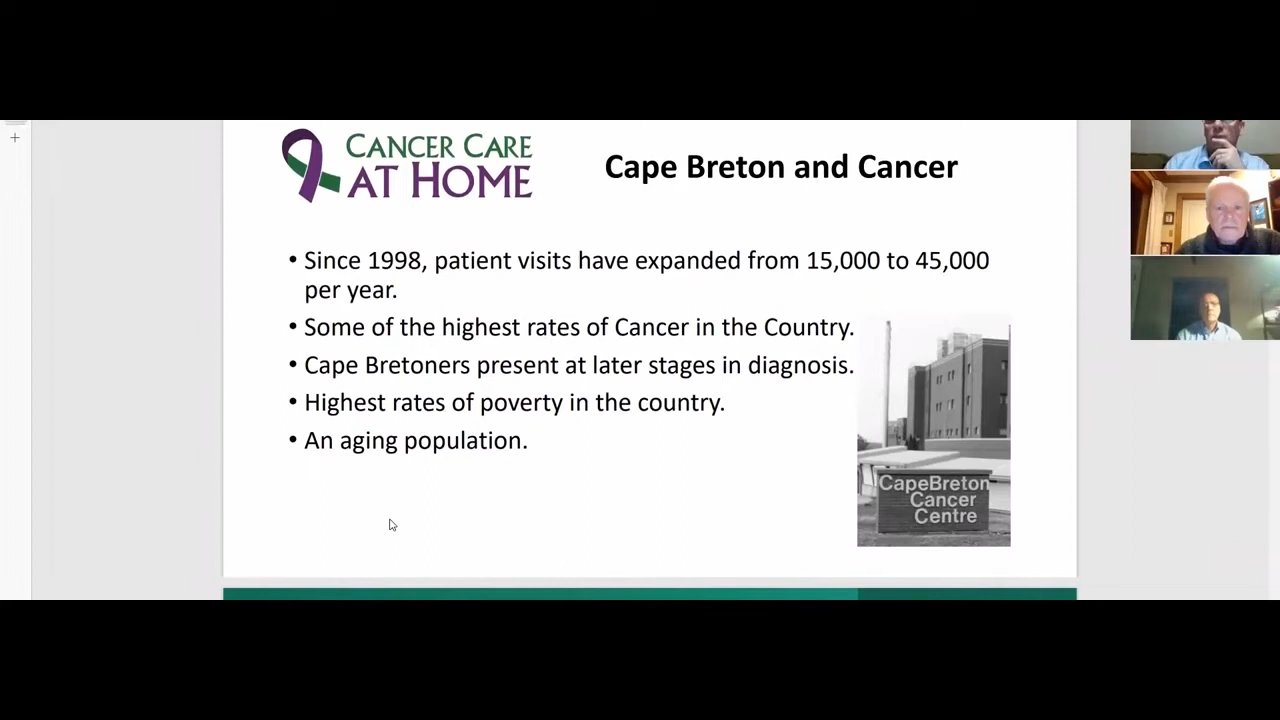 CANCER CARE
AT HOME
Cape Breton and Cancer
• Since 1998, patient visits have expanded from 15,000 to 45,000
per year.
• Some of the highest rates of Cancer in the Country.
• Cape Bretoners present at later stages in diagnosis.
• Highest rates of poverty in the country.
• An aging population.
CapeBreton
Cancer
Centre